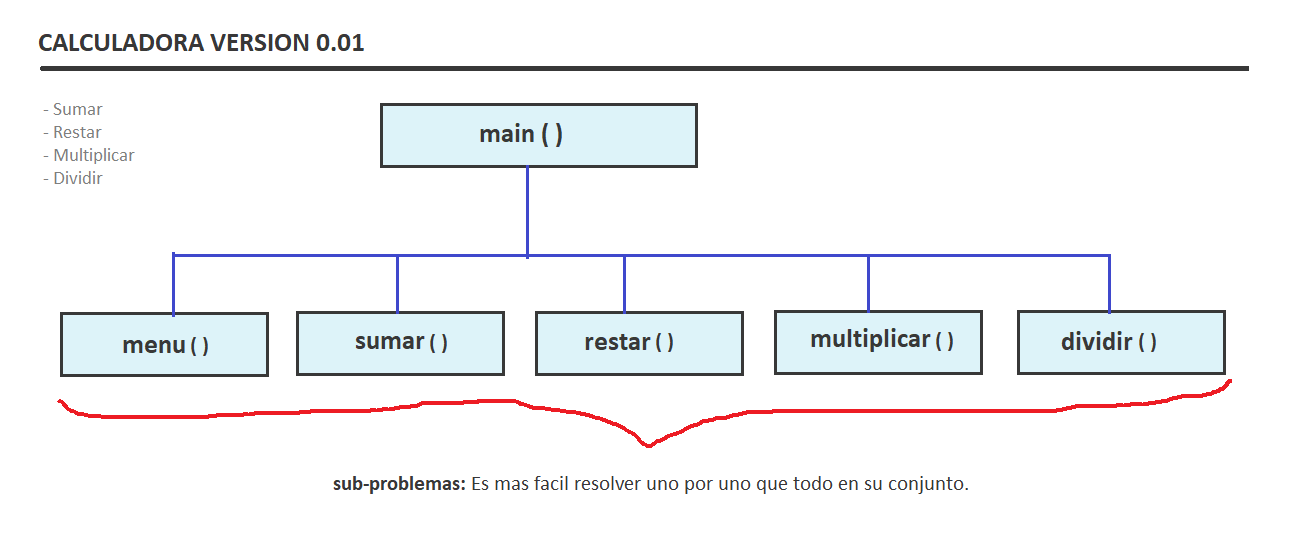 CALCULADORA VERSION 0.01
- Sumar
- Restar
- Multiplicar
- Dividir
main ( )
menu ( )
sumar ( )
restar ( )
multiplicar ( )
dividir ( )
sub-problemas: Es mas facil resolver uno por uno que todo en su conjunto.